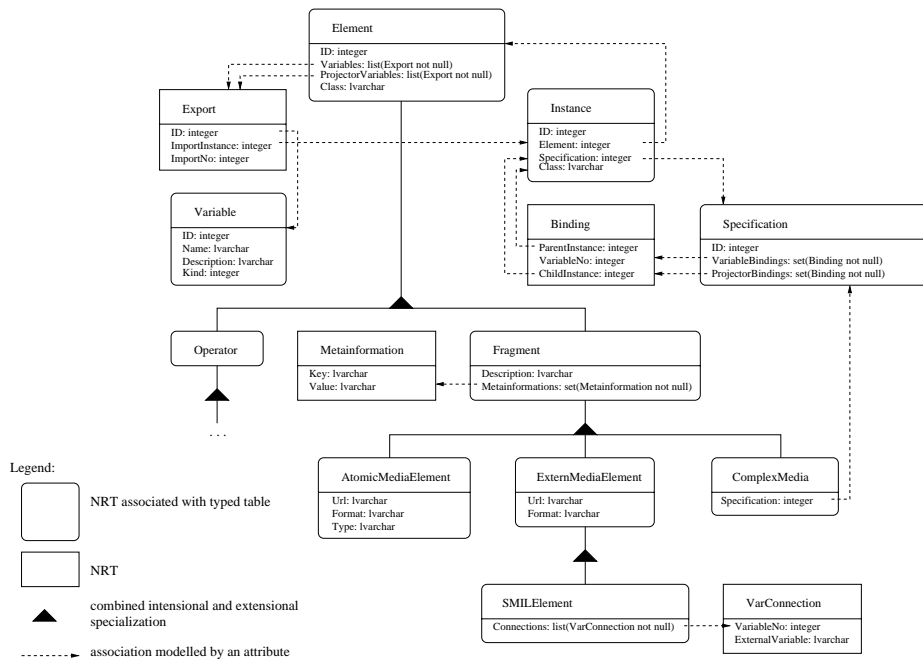 Element
ID: integer
Variables: list(Export not null)
ProjectorVariables: list(Export not null)
Class: lvarchar
Export
ID: integer
ImportInstance: integer
ImportNo: integer
Instance
ID: integer
Element: integer
Specification: integer
Class: lvarchar
Variable
ID: integer
Name: lvarchar
Description: lvarchar
Kind: integer
Binding
ParentInstance: integer
VariableNo: integer
ChildInstance: integer
Specification
ID: integer
VariableBindings: set(Binding not null)
ProjectorBindings: set(Binding not null)
Operator
. . .
Metainformation
Key: lvarchar
Value: lvarchar
Fragment
Description: lvarchar
Metainformations: set(Metainformation not null)
AtomicMediaElement
Url: lvarchar
Format: lvarchar
Type: lvarchar
ExternMediaElement
Url: lvarchar
Format: lvarchar
ComplexMedia
Specification: integer
SMILElement
Connections: list(VarConnection not null)
VarConnection
VariableNo: integer
ExternalVariable: lvarchar
Legend:
NRT associated with typed table
NRT
combined intensional and extensional
specialization
association modelled by an attribute